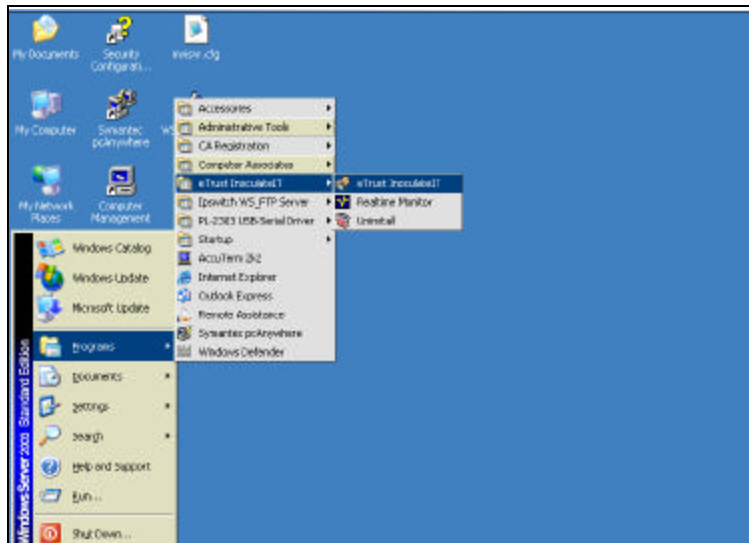 My Documents
Security
Configurati...
My Computer
Symantec
pcAnywhere
WS
My Network
Places
Computer
Management
Accessories
Administrative Tools
CA Registration
Computer Associates
eTrust InoculateIT
Ipswitch WS_FTP Server
PL-2303 USB-Serial Driver
Startup
AccuTerm 2k2
Internet Explorer
Outlook Express
Remote Assistance
Symantec pcAnywhere
Windows Defender
eTrust InoculateIT
Realtime Monitor
Uninstall
Windows Catalog
Windows Update
Microsoft Update
Programs
Documents
Settings
Search
Help and Support
Run...
Shut Down...
Windows Server 2003 Standard Edition